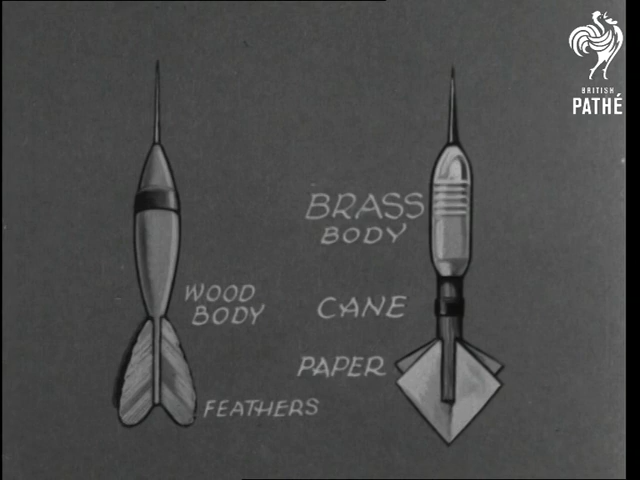 BRITISH
PATHÉ
BRASS
BODY
WOOD
BODY
CANE
PAPER
FEATHERS